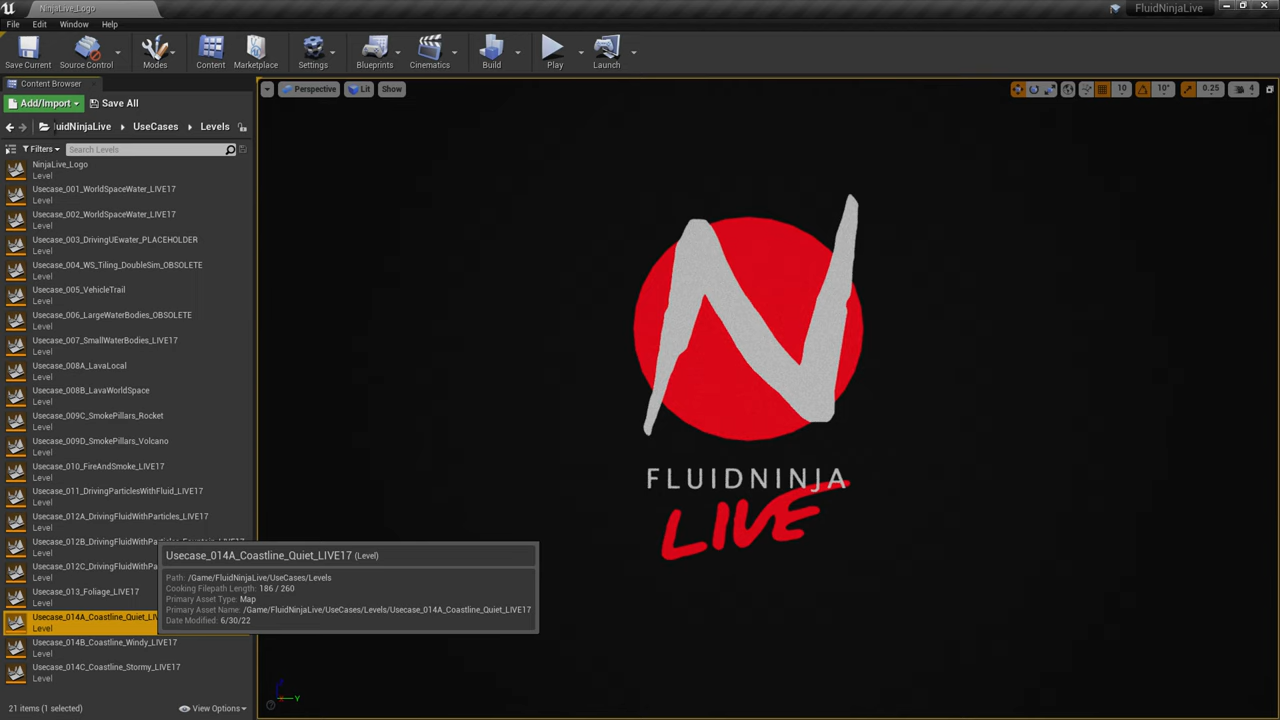 NinjaLive_Logo
FluidNinjaLive
File Edit Window Help
Save Current Source Control Modes Content Marketplace Settings Blueprints Cinematics Build Play Launch
Content Browser
Perspective Lit Show
10 10° 0.25 4
Add/Import Save All
FluidNinjaLive UseCases Levels
Filters Search Levels
NinjaLive_Logo
Level
Usecase_001_WorldSpaceWater_LIVE17
Level
Usecase_002_WorldSpaceWater_LIVE17
Level
Usecase_003_DrivingUEwater_PLACEHOLDER
Level
Usecase_004_WS_Tiling_DoubleSim_OBSOLETE
Level
Usecase_005_VehicleTrail
Level
Usecase_006_LargeWaterBodies_OBSOLETE
Level
Usecase_007_SmallWaterBodies_LIVE17
Level
Usecase_008A_LavaLocal
Level
Usecase_008B_LavaWorldSpace
Level
Usecase_009C_SmokePillars_Rocket
Level
Usecase_009D_SmokePillars_Volcano
Level
Usecase_010_FireAndSmoke_LIVE17
Level
Usecase_011_DrivingParticlesWithFluid_LIVE17
Level
Usecase_012A_DrivingFluidWithParticles_LIVE17
Level
Usecase_012B_DrivingFluidWithParticles_Fountain_LIVE17
Level
Usecase_012C_DrivingFluidWithPa
Level
Usecase_013_Foliage_LIVE17
Level
Usecase_014A_Coastline_Quiet_LIV
Level
Usecase_014B_Coastline_Windy_LIVE17
Level
Usecase_014C_Coastline_Stormy_LIVE17
Level
21 items (1 selected) View Options
Usecase_014A_Coastline_Quiet_LIVE17 (Level)
Path: /Game/FluidNinjaLive/UseCases/Levels
Cooking Filepath Length: 186 / 260
Primary Asset Type: Map
Primary Asset Name: /Game/FluidNinjaLive/UseCases/Levels/Usecase_014A_Coastline_Quiet_LIVE17
Date Modified: 6/30/22
N
FLUIDNINJA
LIVE
Y